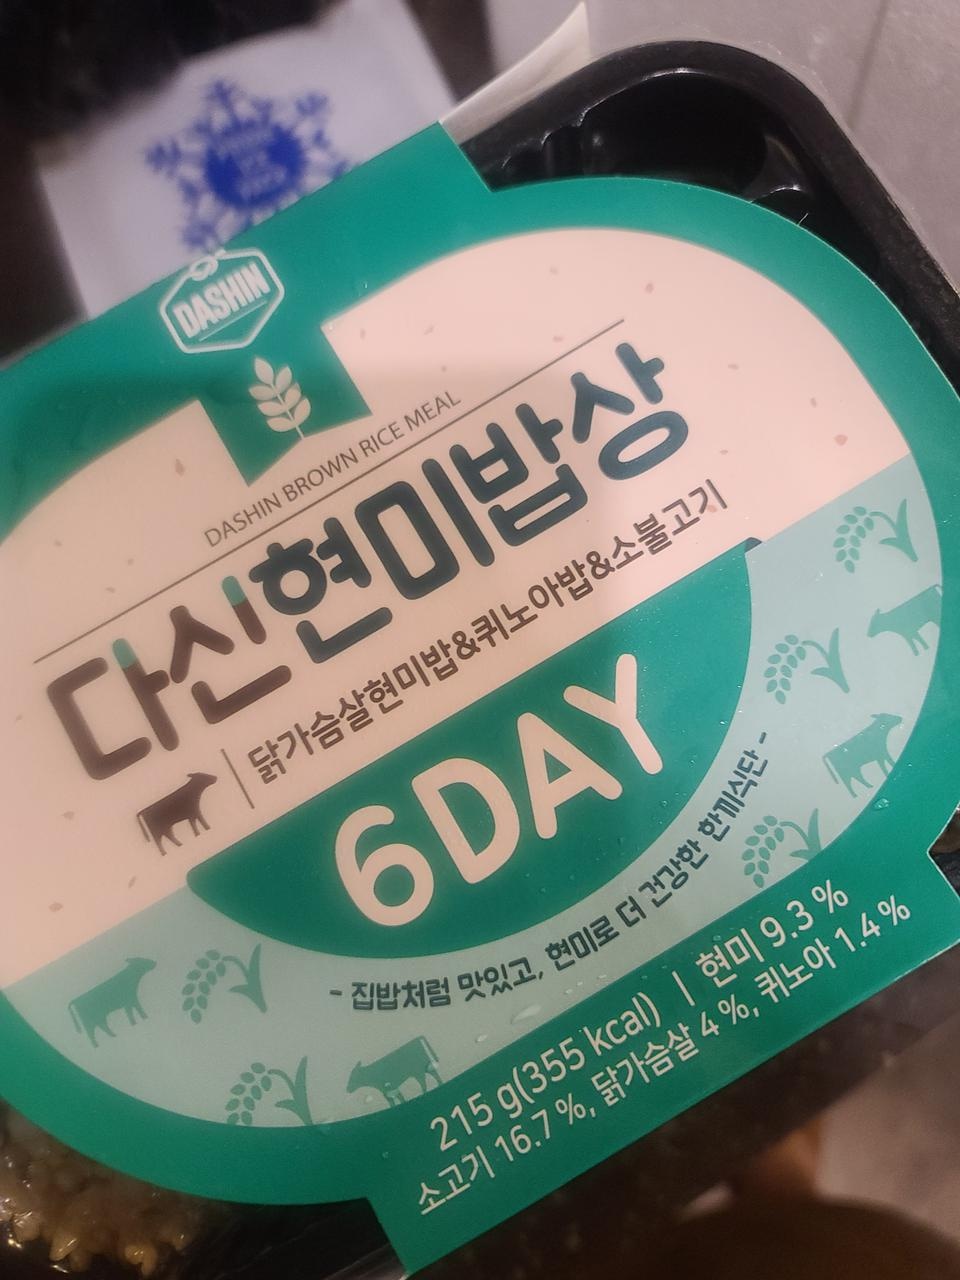 DASHIN
DASHIN BROWN RICE MEAL
다신현미밥상
닭가슴살현미밥&퀴노아밥&소불고기
6DAY
- 집밥처럼 맛있고, 현미로 더 건강한 한끼식단 -
215 g(355 kcal) | 현미 9.3 %
소고기 16.7 %, 닭가슴살 4 %, 퀴노아 1.4 %